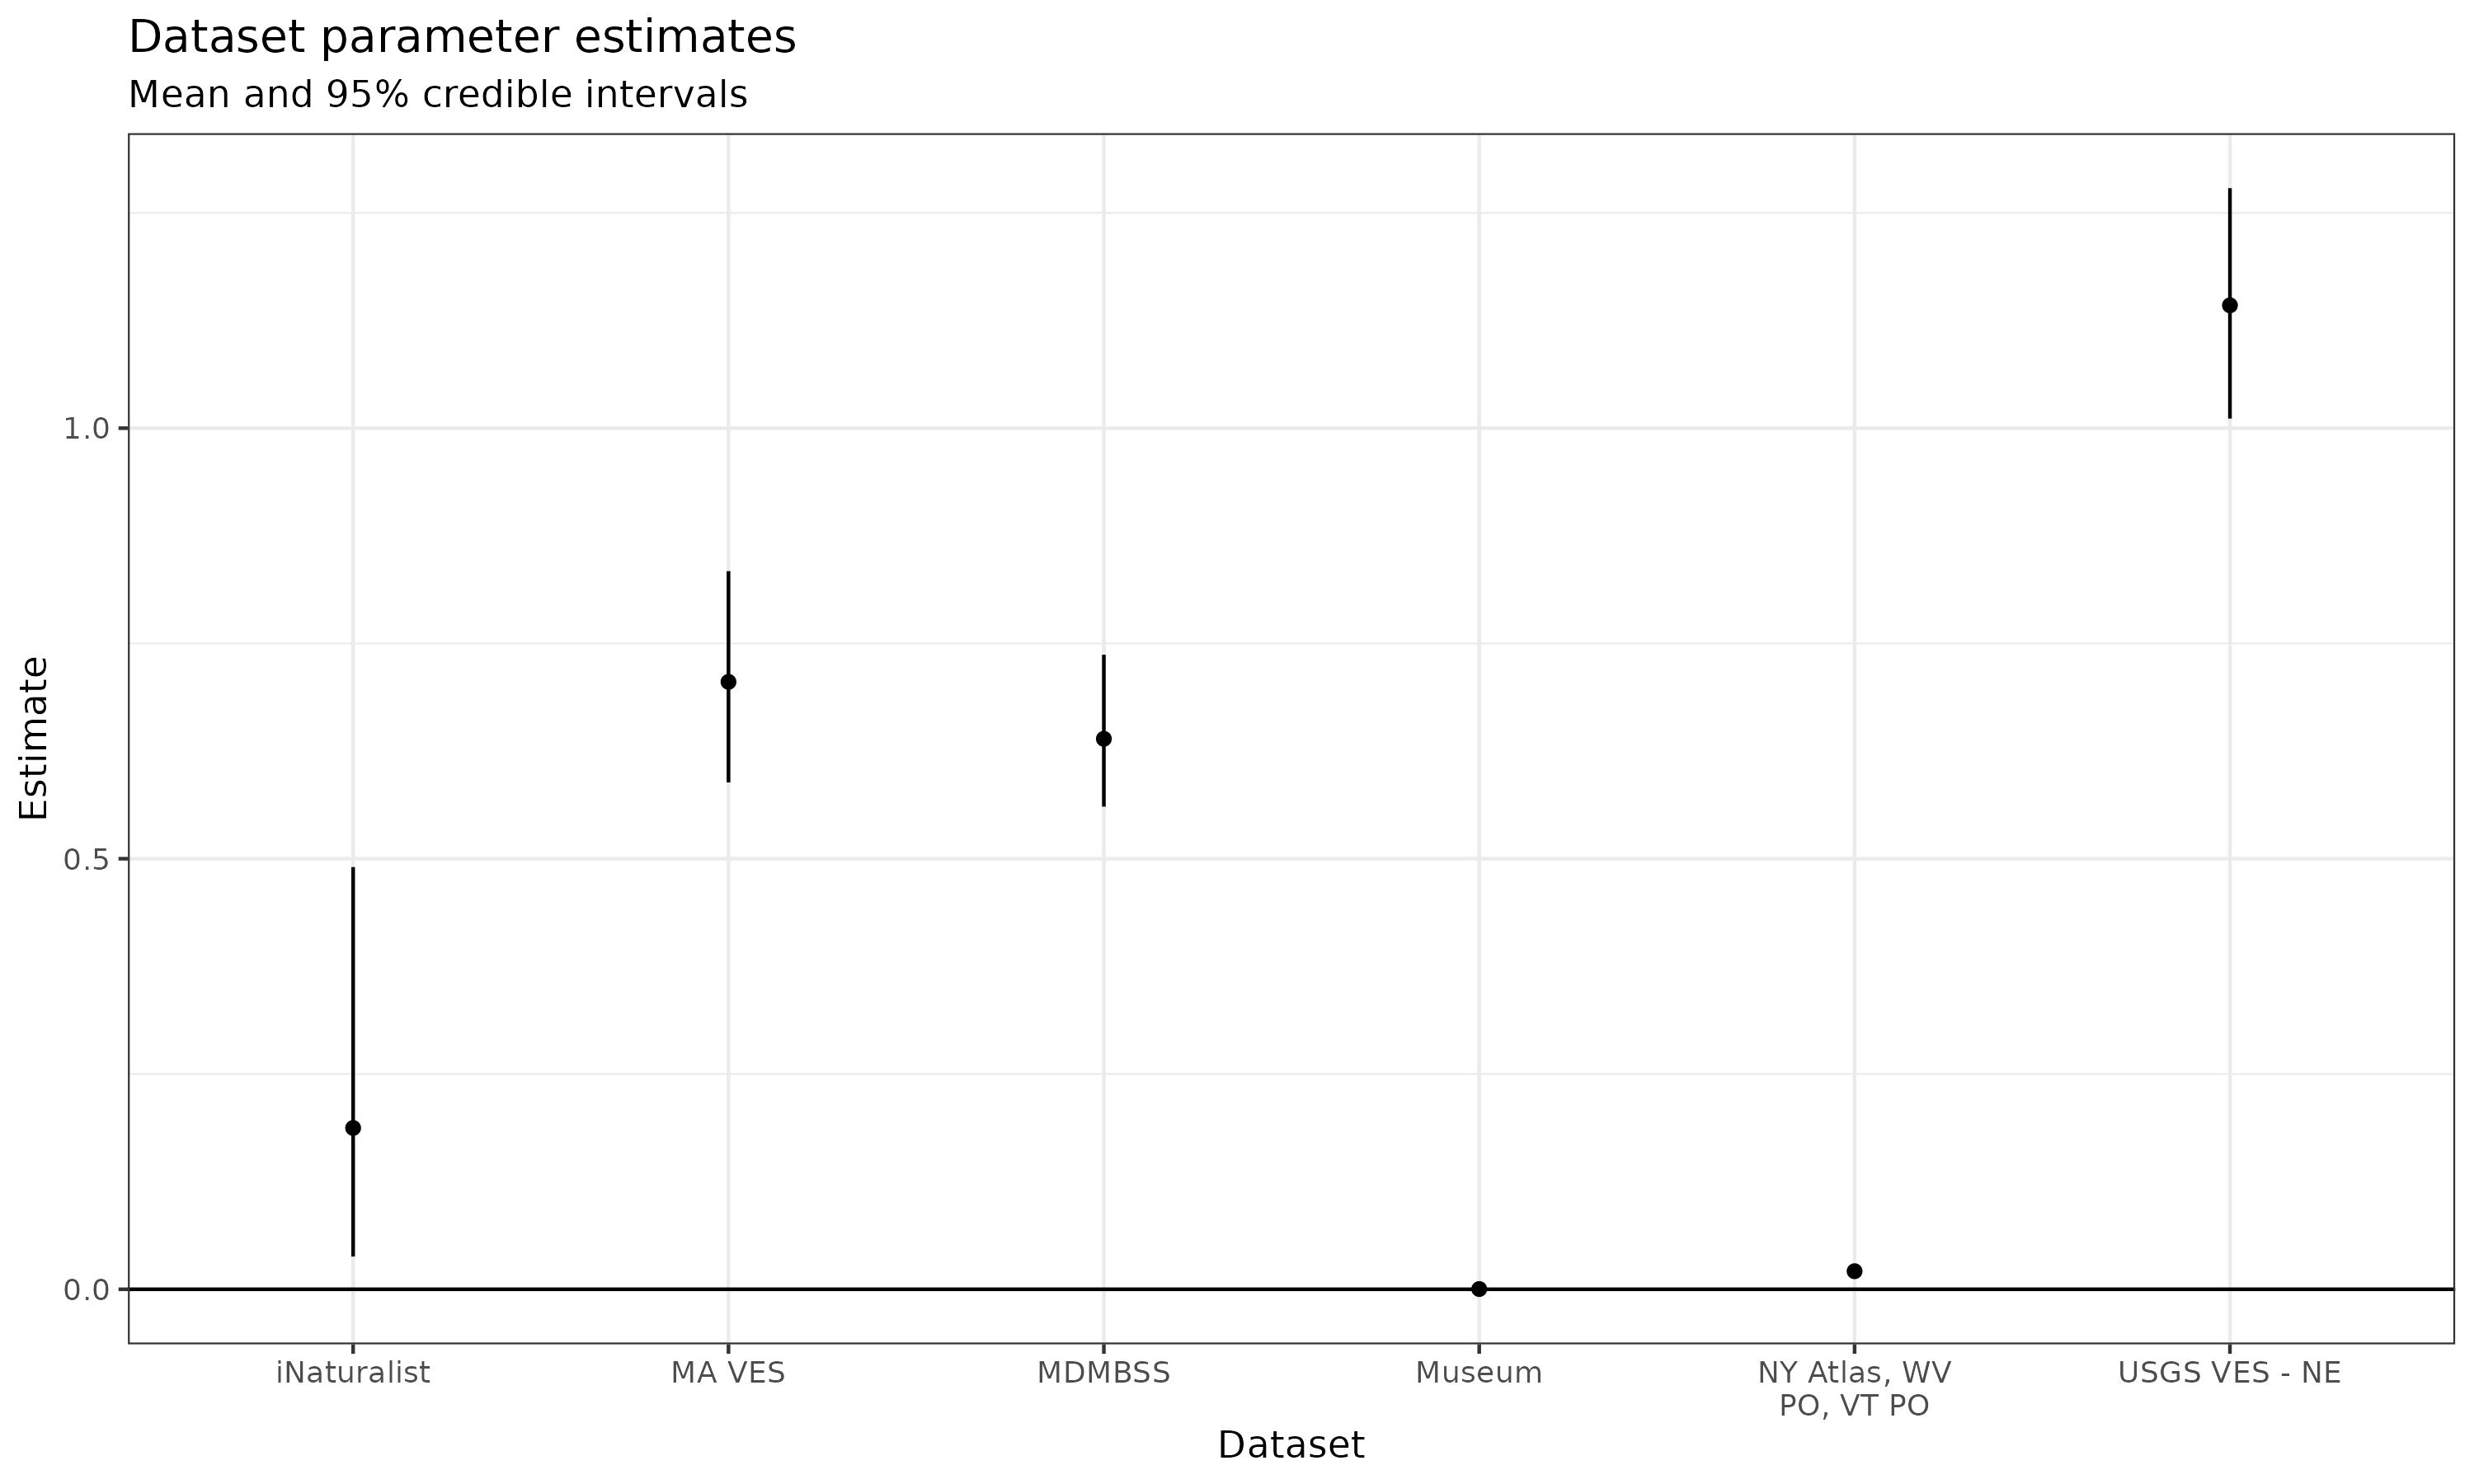 Dataset parameter estimates
Mean and 95% credible intervals
Estimate
1.0
0.5
0.0
iNaturalist
MA VES
MDMBSS
Museum
NY Atlas, WV
PO, VT PO
USGS VES - NE
Dataset